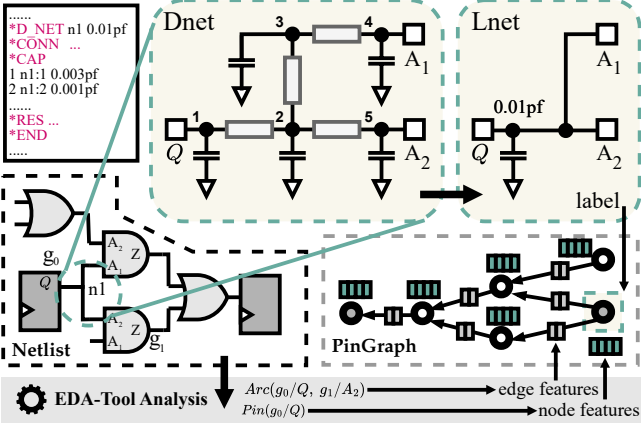 ......
*D_NET n1 0.01pf
*CONN ...
*CAP
1 n1:1 0.003pf
2 n1:2 0.001pf
......
*RES ...
*END
.....
Dnet
3
4
A1
1
2
5
Q
A2
Lnet
A1
0.01pf
Q
A2
label
g0
Q
n1
A2
A1
Z
A2
A1
Z
g1
Netlist
PinGraph
EDA-Tool Analysis
Arc(g0/Q, g1/A2)
edge features
Pin(g0/Q)
node features